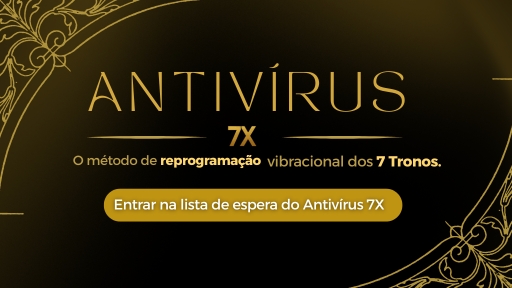 ANTIVÍRUS
7X
O método de reprogramação vibracional dos 7 Tronos.
Entrar na lista de espera do Antivírus 7X